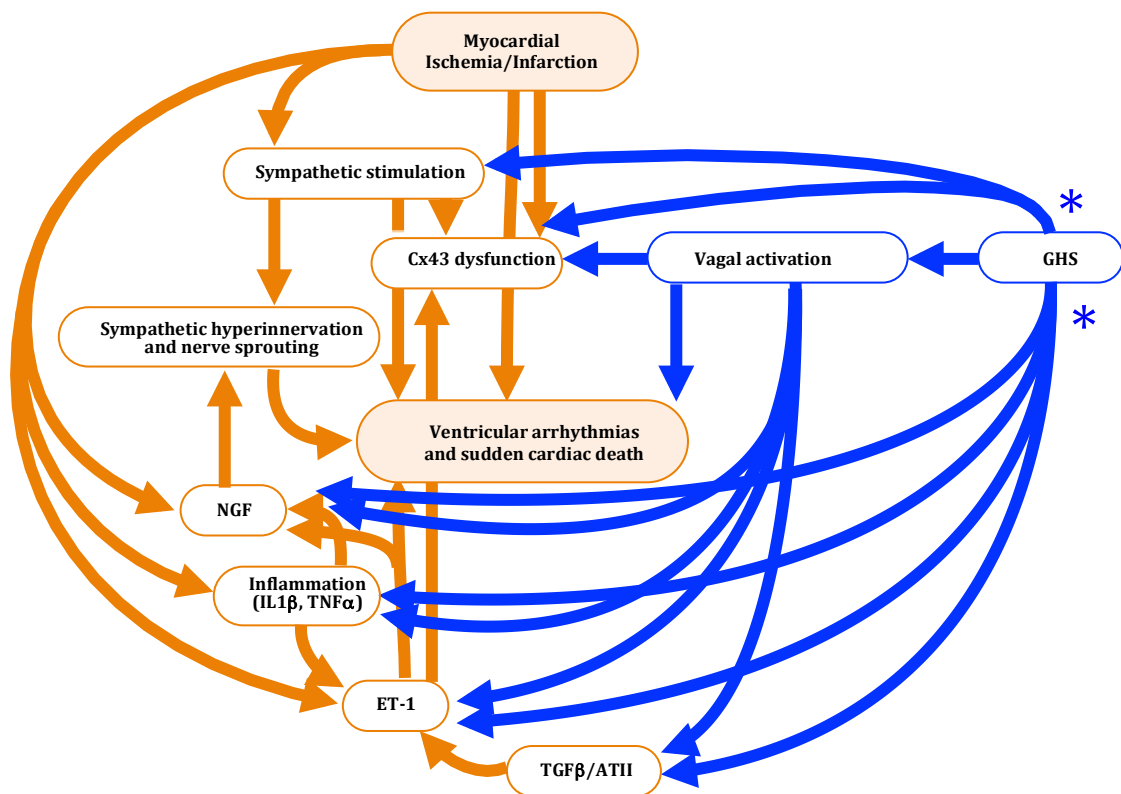 Myocardial
Ischemia/Infarction
Sympathetic stimulation
*
Cx43 dysfunction
Vagal activation
GHS
*
Sympathetic hyperinnervation
and nerve sprouting
Ventricular arrhythmias
and sudden cardiac death
NGF
Inflammation
(IL1β, TNFα)
ET-1
TGFβ/ATII